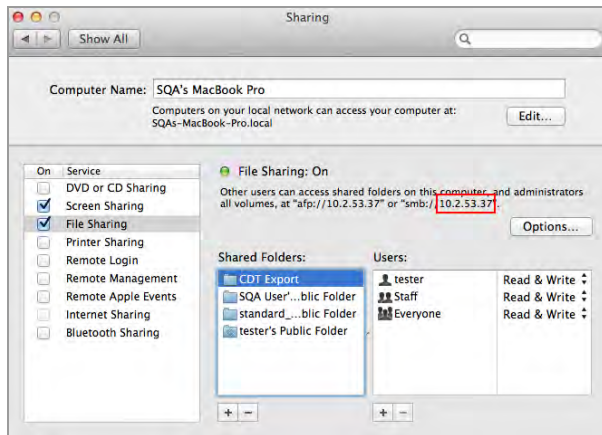 Sharing
Show All
Computer Name: SQA's MacBook Pro
Computers on your local network can access your computer at:
SQAs-MacBook-Pro.local
Edit...
On Service
DVD or CD Sharing
Screen Sharing
File Sharing
Printer Sharing
Remote Login
Remote Management
Remote Apple Events
Internet Sharing
Bluetooth Sharing
File Sharing: On
Other users can access shared folders on this computer, and administrators
all volumes, at "afp://10.2.53.37" or "smb://10.2.53.37".
Options...
Shared Folders:
CDT Export
SQA User'...blic Folder
standard_...blic Folder
tester's Public Folder
Users:
tester Read & Write
Staff Read & Write
Everyone Read & Write
+ -
+ -